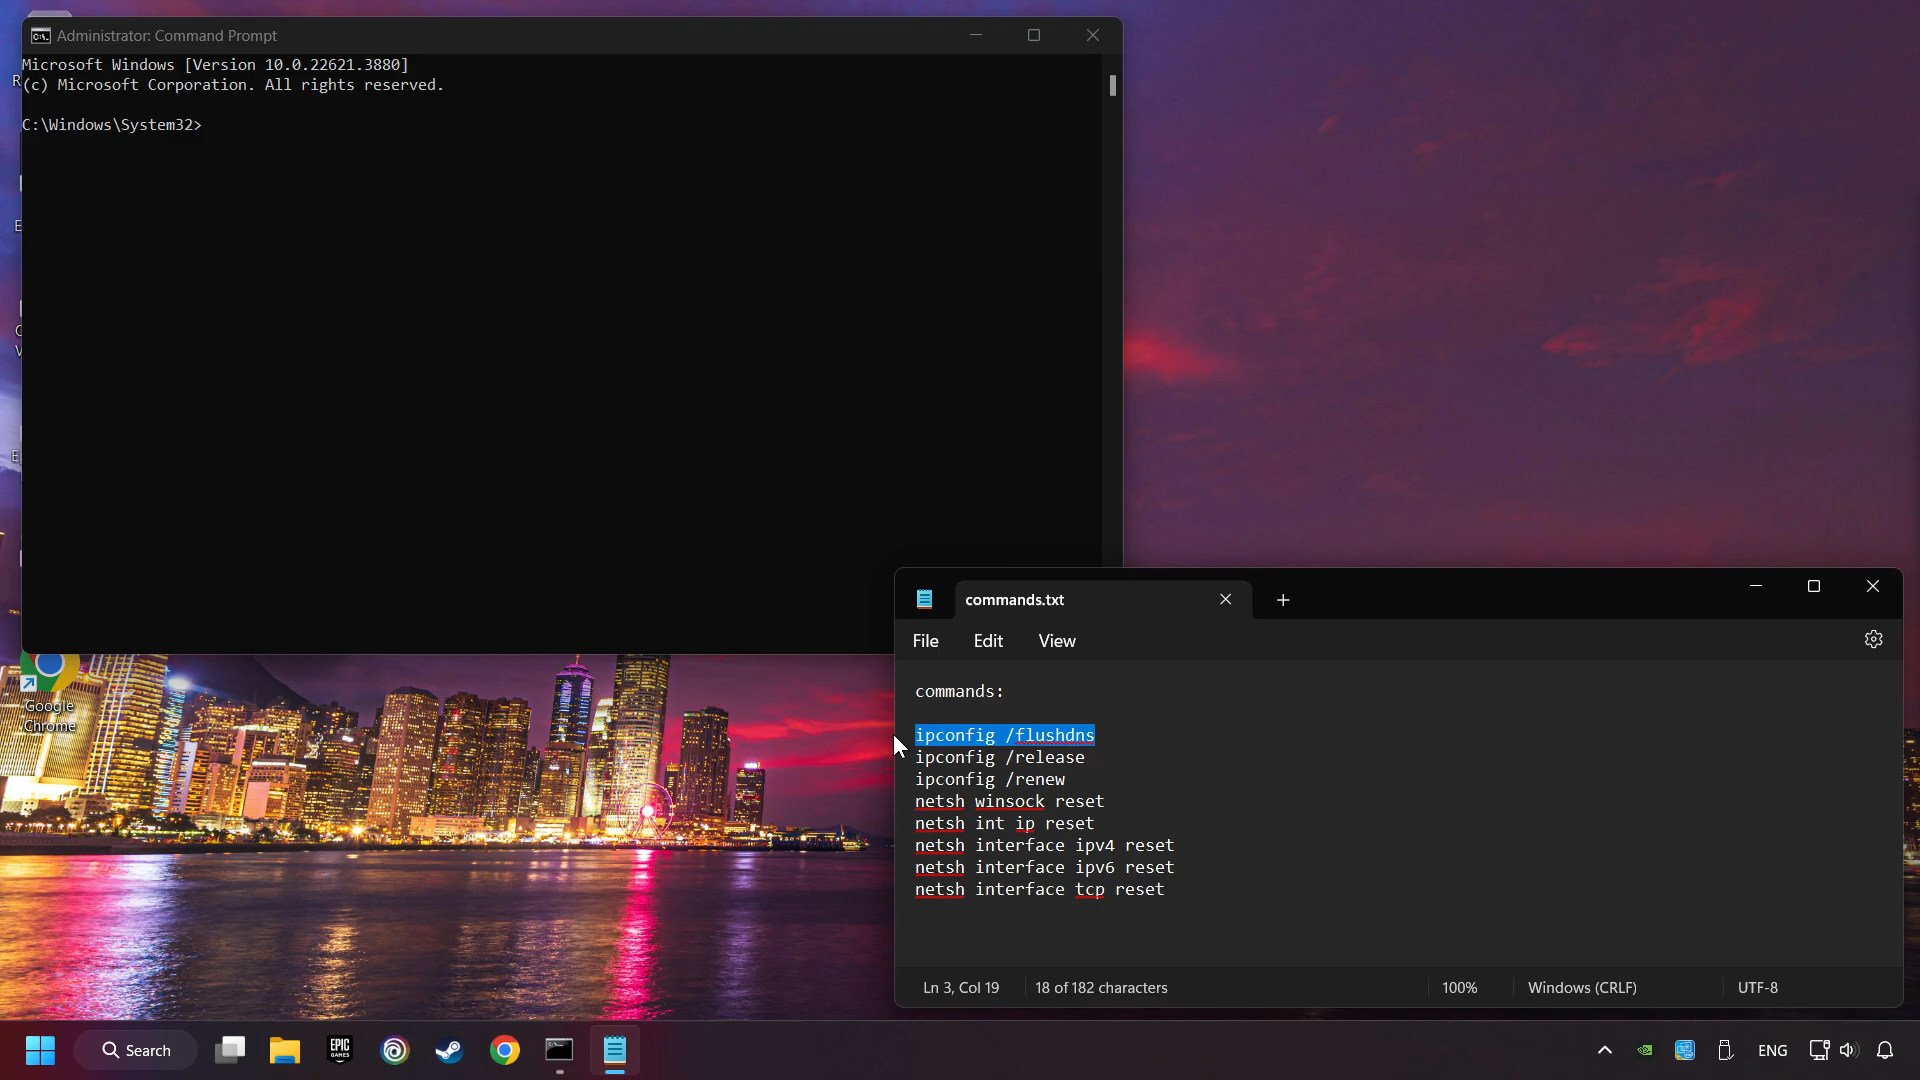 Administrator: Command Prompt
Microsoft Windows [Version 10.0.22621.3880]
(c) Microsoft Corporation. All rights reserved.
C:\Windows\System32>
commands.txt
File Edit View
commands:
ipconfig /flushdns
ipconfig /release
ipconfig /renew
netsh winsock reset
netsh int ip reset
netsh interface ipv4 reset
netsh interface ipv6 reset
netsh interface tcp reset
Ln 3, Col 19 18 of 182 characters 100% Windows (CRLF) UTF-8
Google
Chrome
Search
EPIC
GAMES
ENG